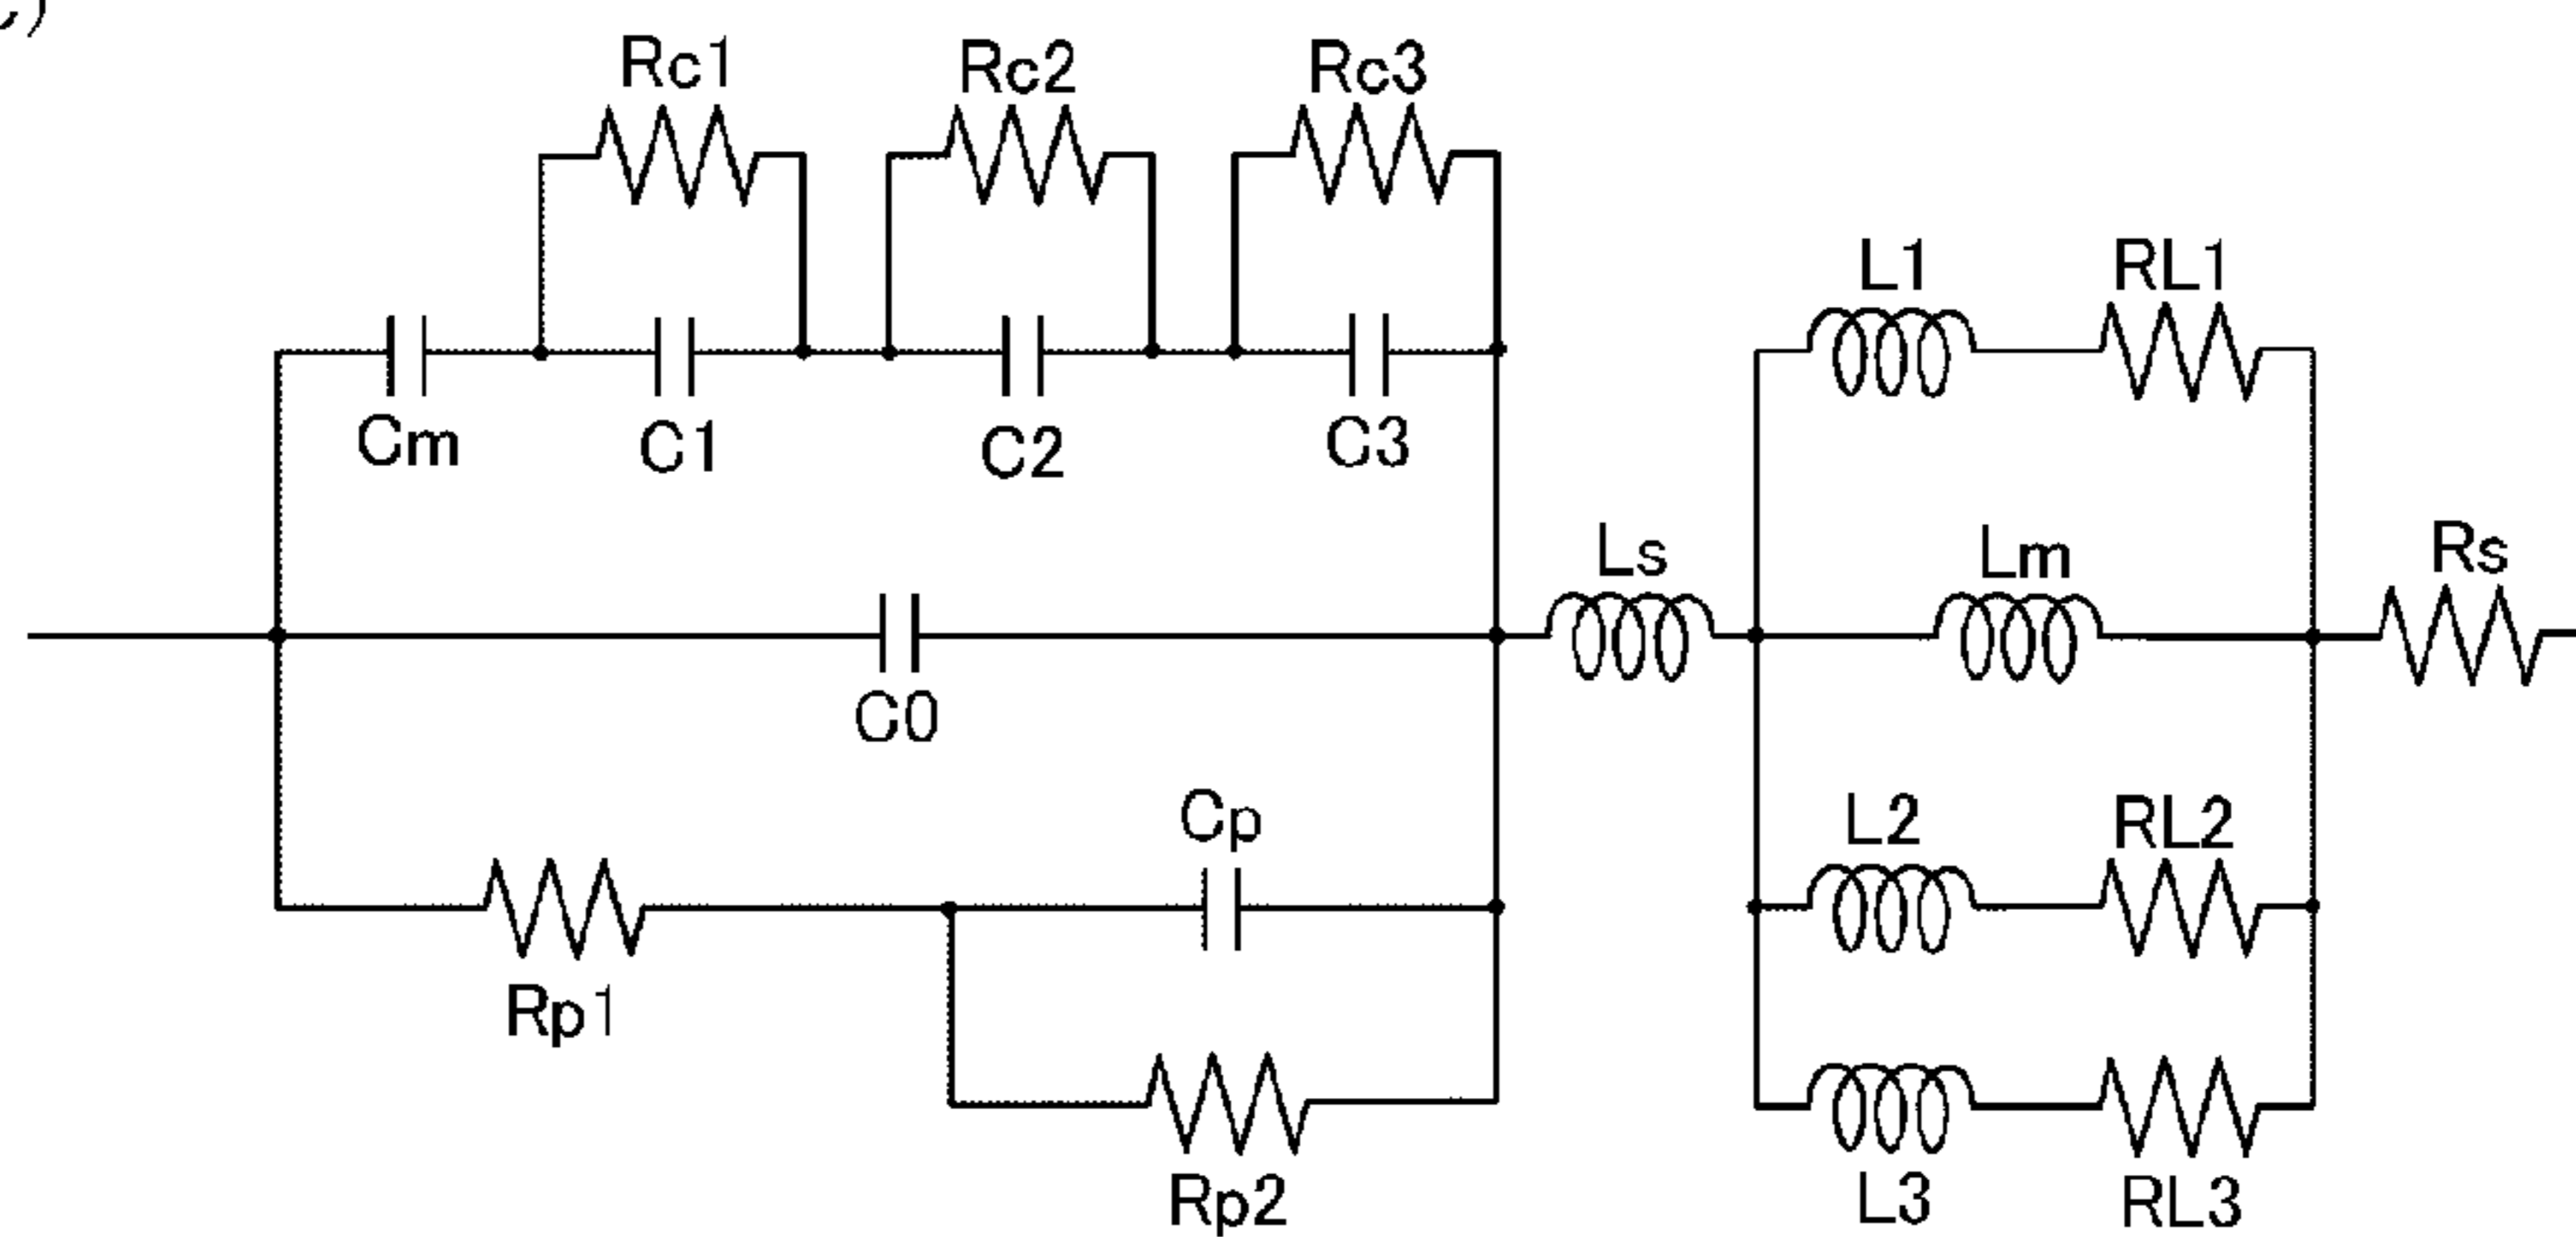 Rc1 Rc2 Rc3
L1 RL1
Cm C1 C2 C3
Ls Lm Rs
C0
Cp L2 RL2
Rp1
Rp2 L3 RL3